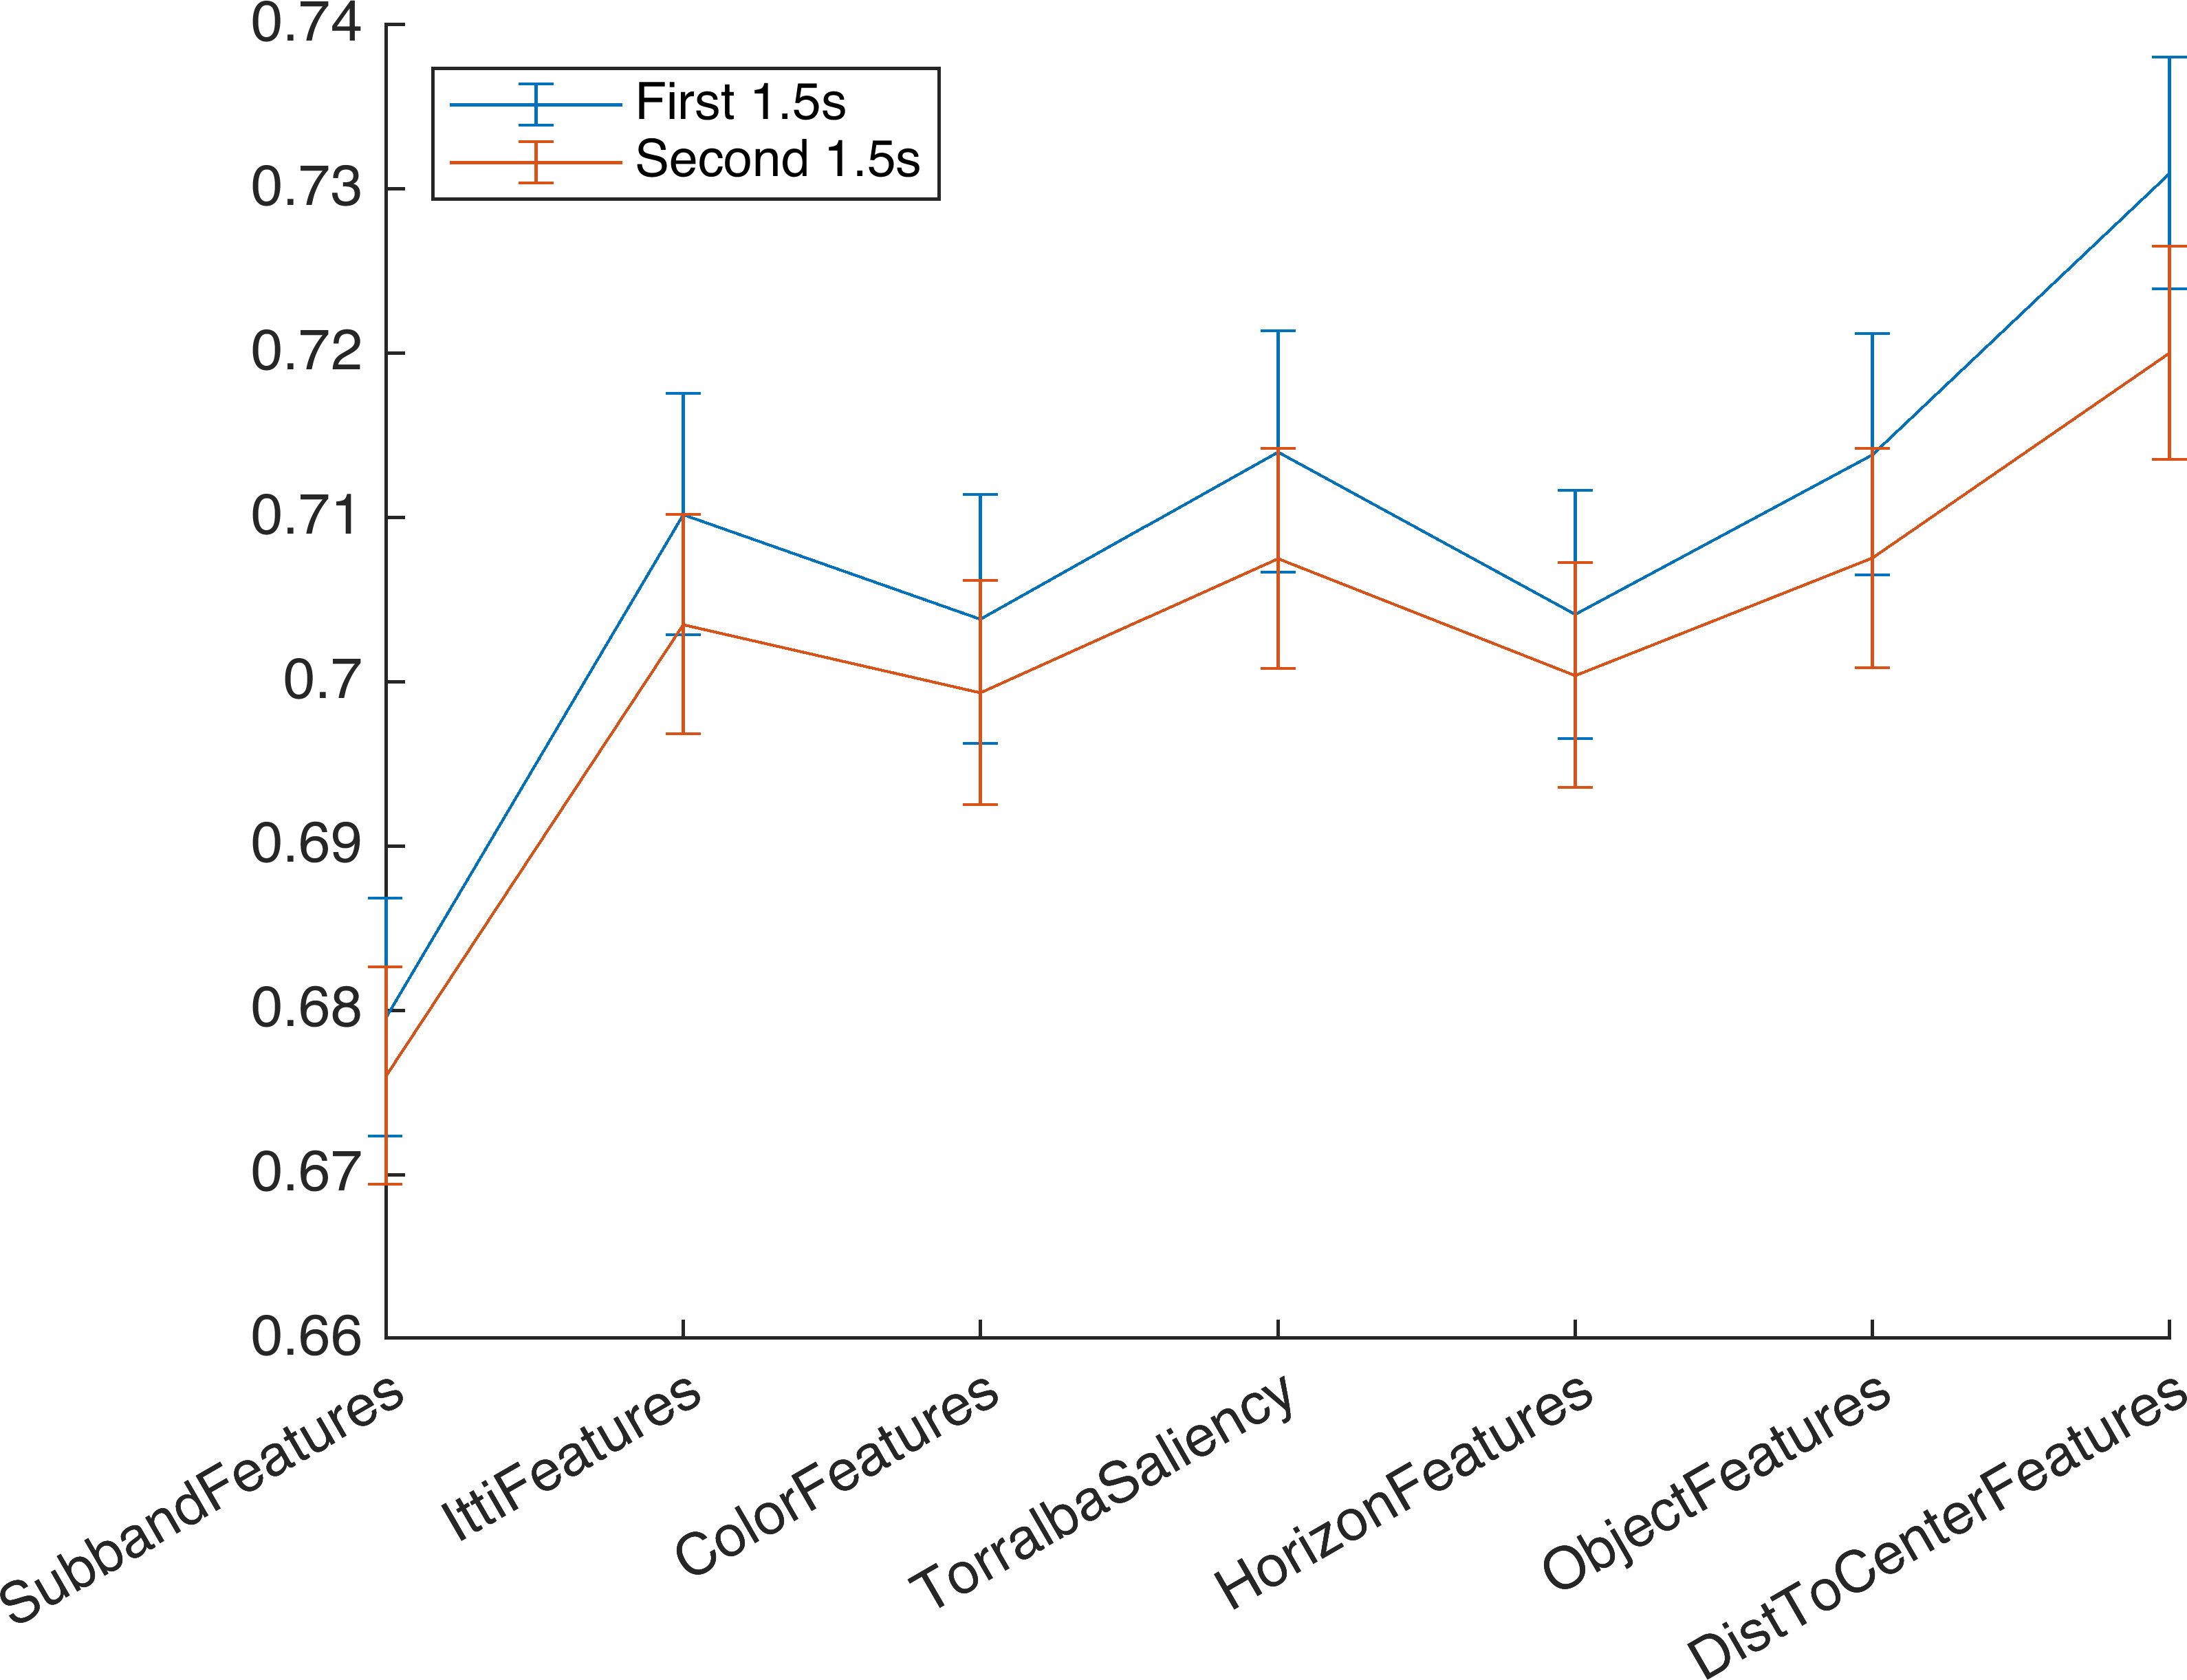 0.74
First 1.5s
Second 1.5s
0.73
0.72
0.71
0.7
0.69
0.68
0.67
0.66
SubbandFeatures
IttiFeatures
ColorFeatures
TorralbaSaliency
HorizonFeatures
ObjectFeatures
DistToCenterFeatures